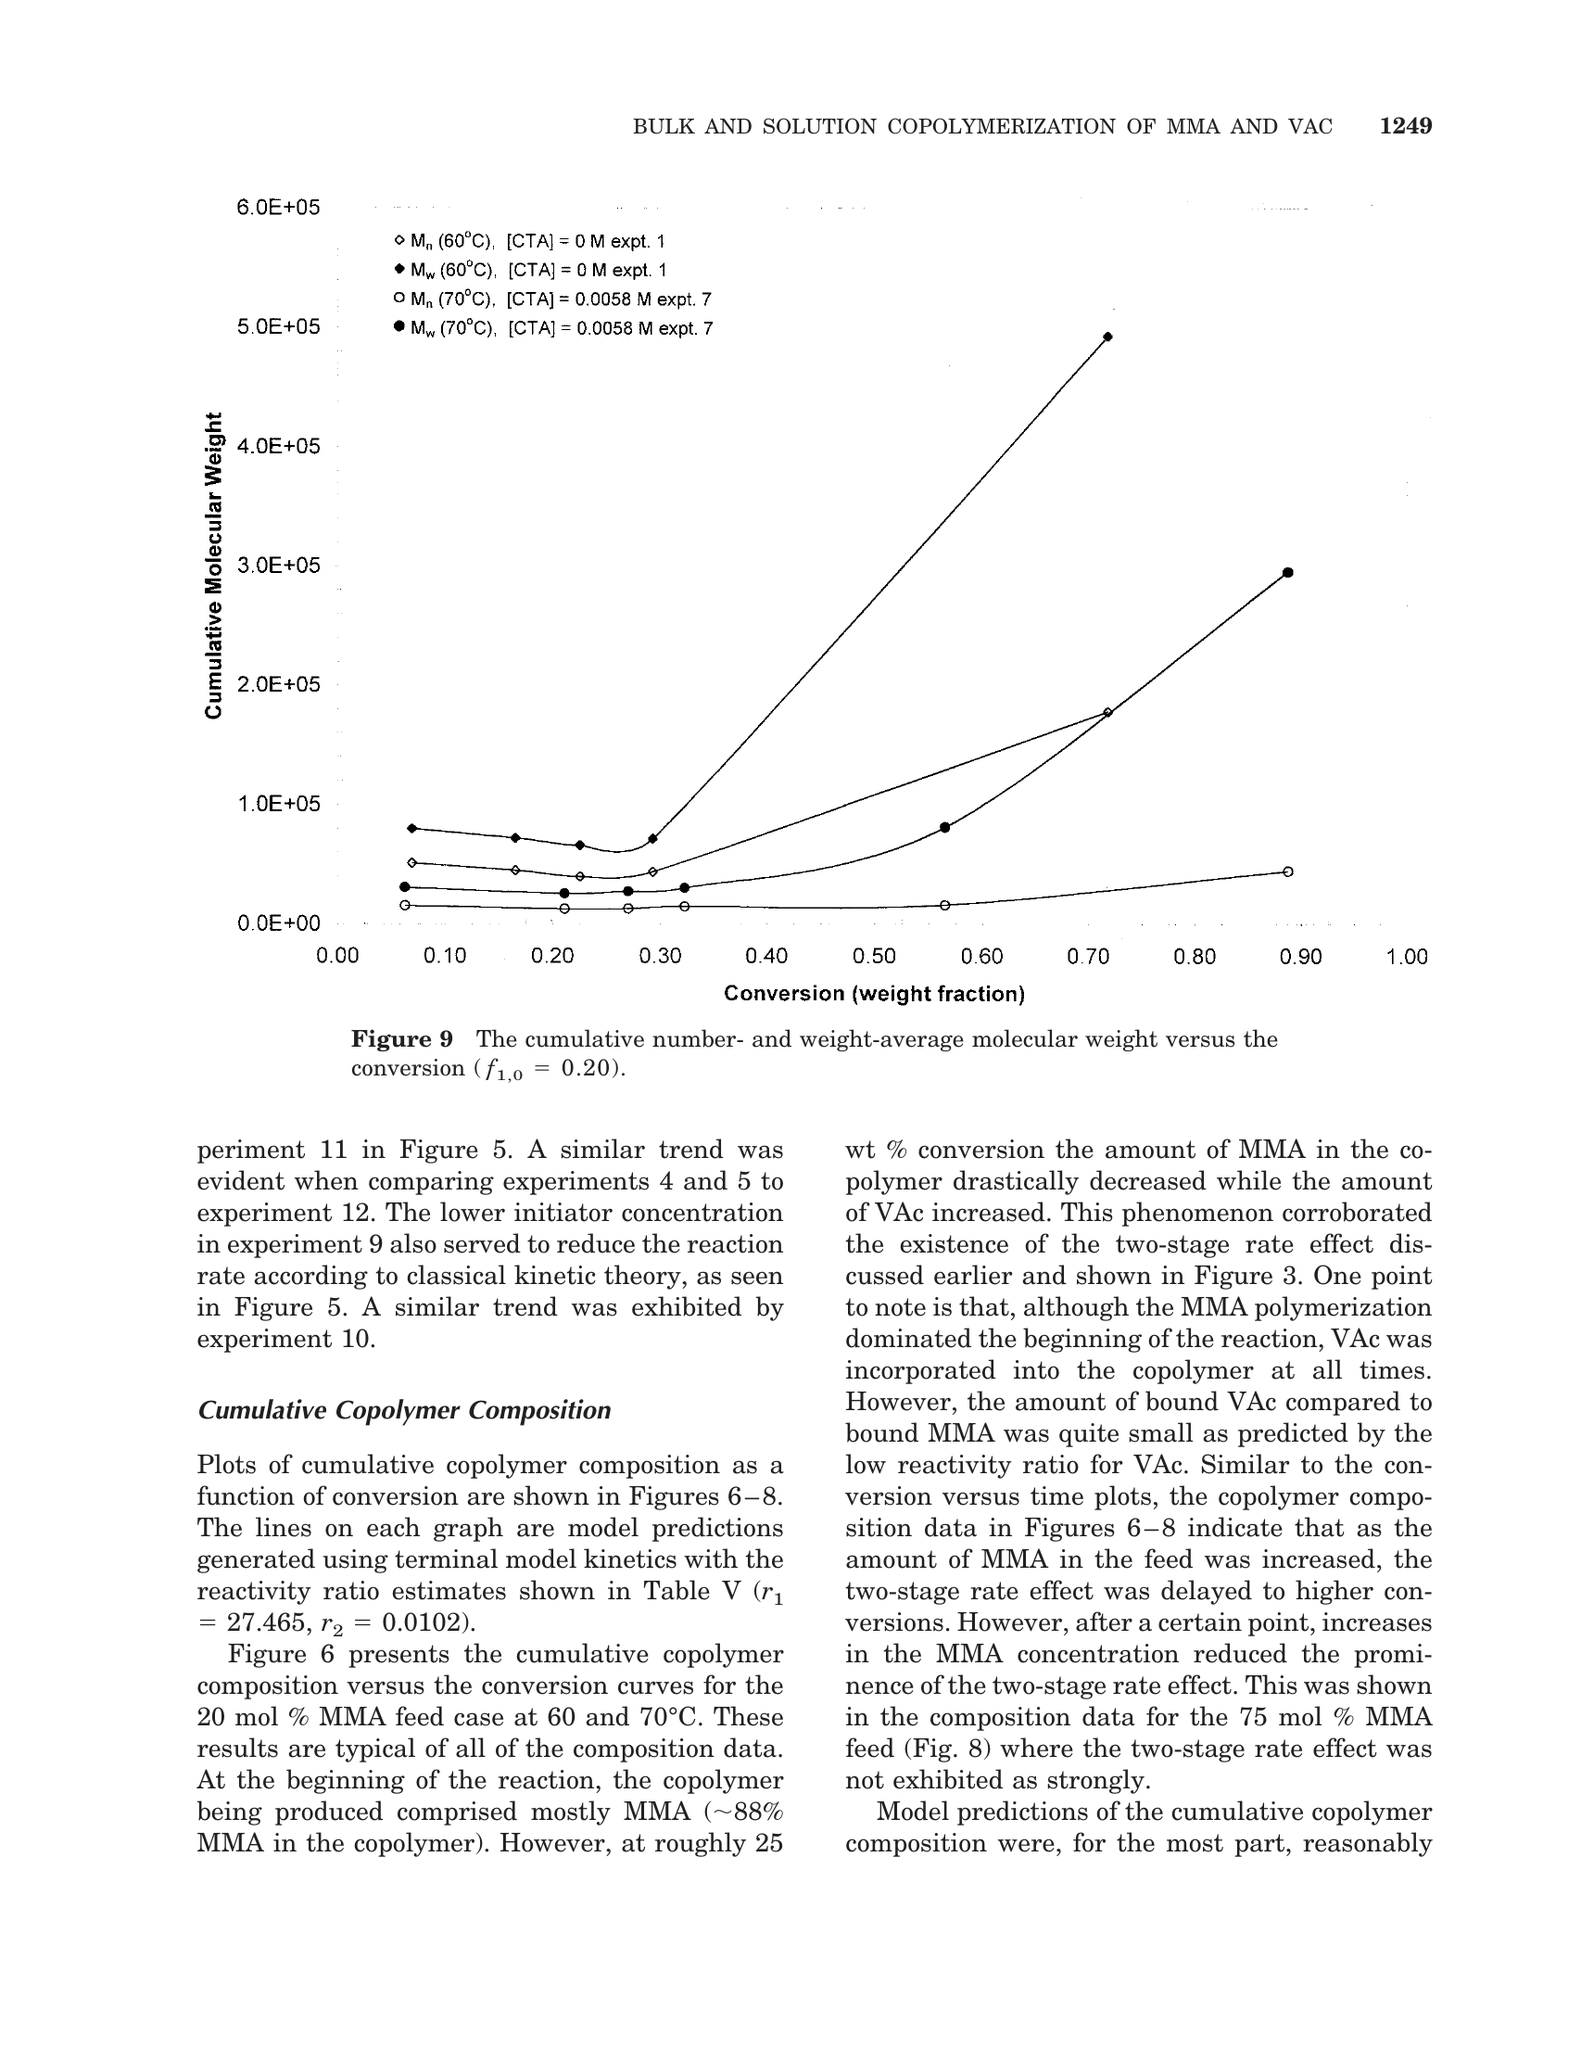 BULK AND SOLUTION COPOLYMERIZATION OF MMA AND VAC 1249
6.0E+05
◇ Mn (60°C), [CTA] = 0 M expt. 1
◆ Mw (60°C), [CTA] = 0 M expt. 1
○ Mn (70°C), [CTA] = 0.0058 M expt. 7
● Mw (70°C), [CTA] = 0.0058 M expt. 7
5.0E+05
4.0E+05
3.0E+05
2.0E+05
1.0E+05
0.0E+00
Cumulative Molecular Weight
0.00 0.10 0.20 0.30 0.40 0.50 0.60 0.70 0.80 0.90 1.00
Conversion (weight fraction)
Figure 9 The cumulative number- and weight-average molecular weight versus the
conversion (f1,0 = 0.20).
periment 11 in Figure 5. A similar trend was
evident when comparing experiments 4 and 5 to
experiment 12. The lower initiator concentration
in experiment 9 also served to reduce the reaction
rate according to classical kinetic theory, as seen
in Figure 5. A similar trend was exhibited by
experiment 10.
Cumulative Copolymer Composition
Plots of cumulative copolymer composition as a
function of conversion are shown in Figures 6–8.
The lines on each graph are model predictions
generated using terminal model kinetics with the
reactivity ratio estimates shown in Table V (r1
= 27.465, r2 = 0.0102).
Figure 6 presents the cumulative copolymer
composition versus the conversion curves for the
20 mol % MMA feed case at 60 and 70°C. These
results are typical of all of the composition data.
At the beginning of the reaction, the copolymer
being produced comprised mostly MMA (~88%
MMA in the copolymer). However, at roughly 25
wt % conversion the amount of MMA in the co-
polymer drastically decreased while the amount
of VAc increased. This phenomenon corroborated
the existence of the two-stage rate effect dis-
cussed earlier and shown in Figure 3. One point
to note is that, although the MMA polymerization
dominated the beginning of the reaction, VAc was
incorporated into the copolymer at all times.
However, the amount of bound VAc compared to
bound MMA was quite small as predicted by the
low reactivity ratio for VAc. Similar to the con-
version versus time plots, the copolymer compo-
sition data in Figures 6–8 indicate that as the
amount of MMA in the feed was increased, the
two-stage rate effect was delayed to higher con-
versions. However, after a certain point, increases
in the MMA concentration reduced the promi-
nence of the two-stage rate effect. This was shown
in the composition data for the 75 mol % MMA
feed (Fig. 8) where the two-stage rate effect was
not exhibited as strongly.
Model predictions of the cumulative copolymer
composition were, for the most part, reasonably